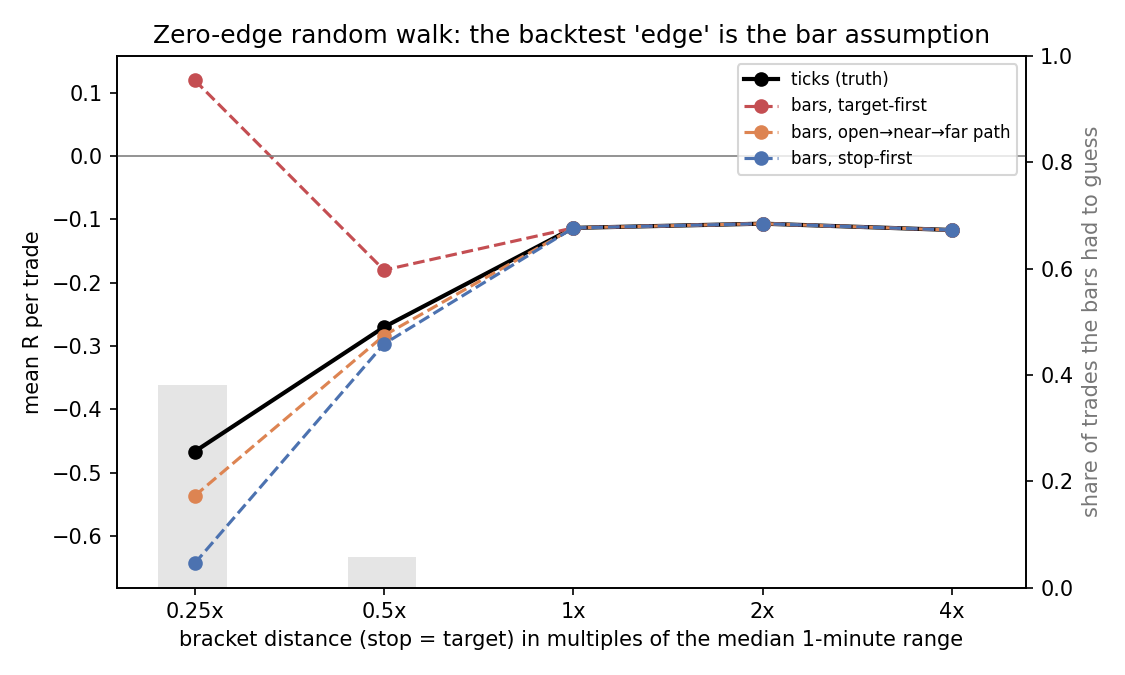 Zero-edge random walk: the backtest 'edge' is the bar assumption
ticks (truth)
bars, target-first
bars, open→near→far path
bars, stop-first
mean R per trade
0.1
0.0
−0.1
−0.2
−0.3
−0.4
−0.5
−0.6
1.0
0.8
0.6
0.4
0.2
0.0
share of trades the bars had to guess
0.25x
0.5x
1x
2x
4x
bracket distance (stop = target) in multiples of the median 1-minute range